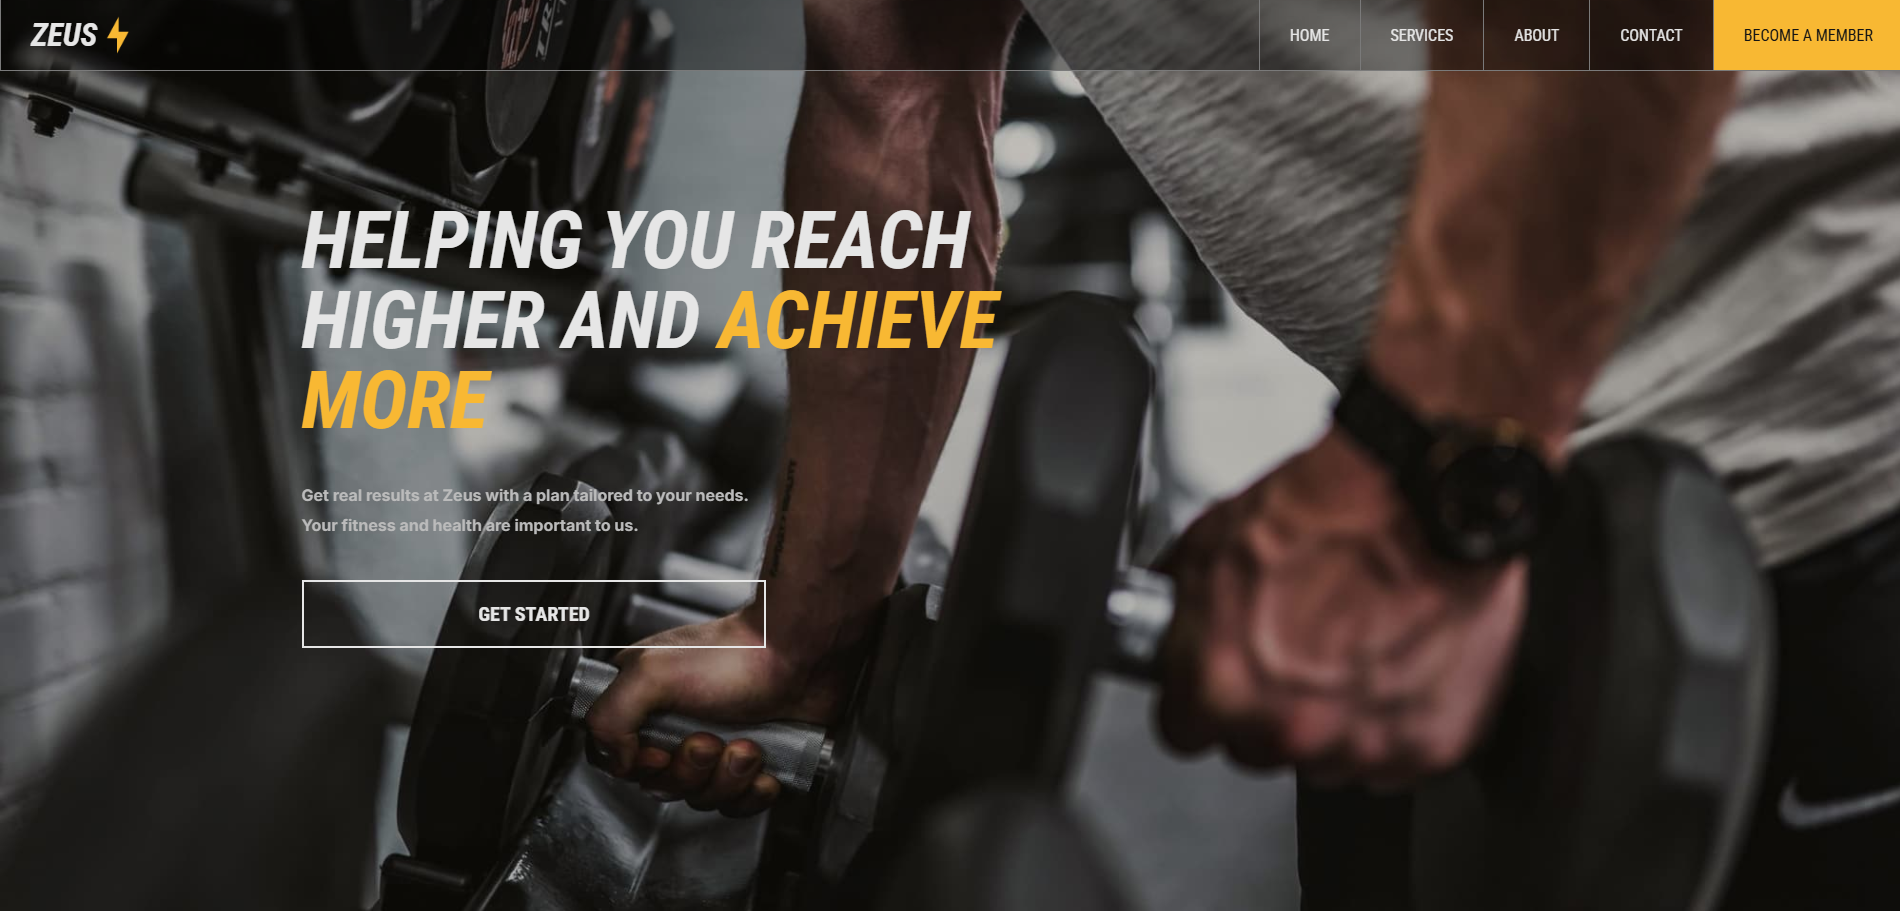 ZEUS
HOME SERVICES ABOUT CONTACT BECOME A MEMBER
HELPING YOU REACH
HIGHER AND ACHIEVE
MORE
Get real results at Zeus with a plan tailored to your needs.
Your fitness and health are important to us.
GET STARTED